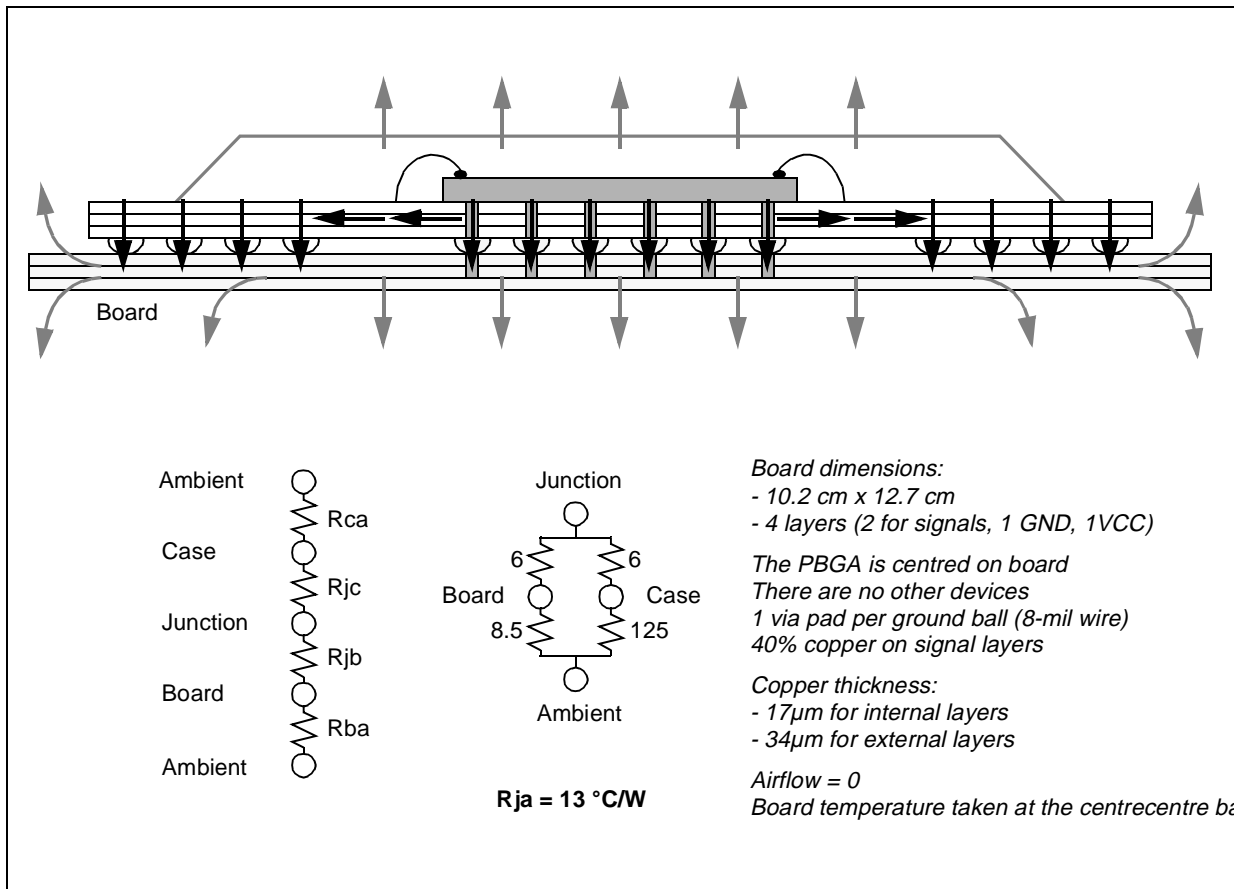 Board
Ambient
Rca
Case
Rjc
Junction
Rjb
Board
Rba
Ambient
Junction
6
6
Board
Case
8.5
125
Ambient
Rja = 13 °C/W
Board dimensions:
- 10.2 cm x 12.7 cm
- 4 layers (2 for signals, 1 GND, 1VCC)
The PBGA is centred on board
There are no other devices
1 via pad per ground ball (8-mil wire)
40% copper on signal layers
Copper thickness:
- 17µm for internal layers
- 34µm for external layers
Airflow = 0
Board temperature taken at the centrecentre